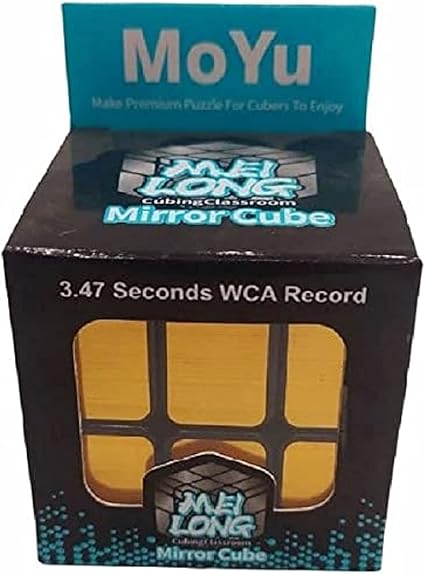 MoYu
Make Premium Puzzle For Cubers To Enjoy
MEI
LONG
CubingClassroom
Mirror Cube
3.47 Seconds WCA Record
MEI
LONG
CubingClassroom
Mirror Cube